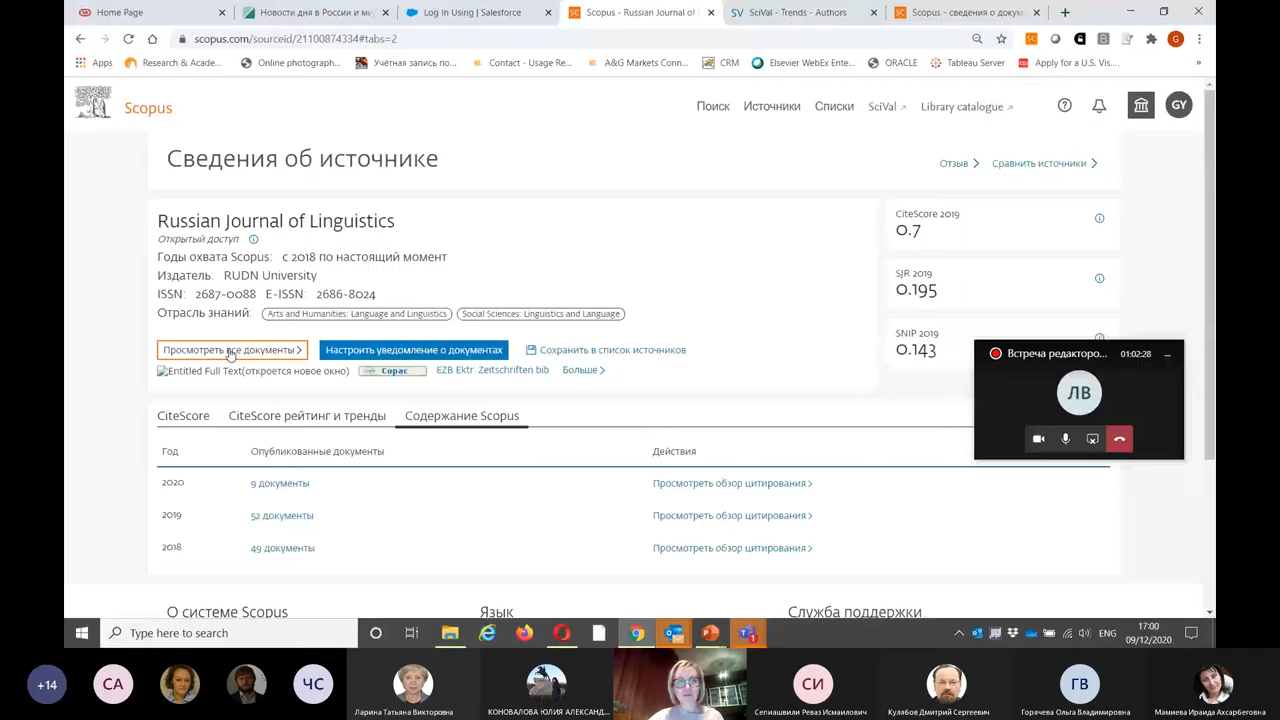 Home Page
Новости дня в России и ми
Log In Using | Salesforce
Scopus - Russian Journal of
SciVal - Trends - Authors
Scopus - сведения о докум
scopus.com/sourceid/21100874334#tabs=2
Apps
Research & Acade...
Online photograph...
Учётная запись по...
Contact - Usage Re...
A&G Markets Conn...
CRM
Elsevier WebEx Ente...
ORACLE
Tableau Server
Apply for a U.S. Vis...
»
Scopus
Поиск
Источники
Списки
SciVal
Library catalogue
GY
Сведения об источнике
Отзыв
Сравнить источники
Russian Journal of Linguistics
Открытый доступ
Годы охвата Scopus: с 2018 по настоящий момент
Издатель: RUDN University
ISSN: 2687-0088 E-ISSN: 2686-8024
Отрасль знаний: Arts and Humanities: Language and Linguistics Social Sciences: Linguistics and Language
CiteScore 2019
0.7
SJR 2019
0.195
SNIP 2019
0.143
Просмотреть все документы
Настроить уведомление о документах
Сохранить в список источников
Entitled Full Text(откроется новое окно)
Copac
EZB Ektr. Zeitschriften bib
Больше
Встреча редакторо...
01:02:28
ЛВ
CiteScore
CiteScore рейтинг и тренды
Содержание Scopus
Год
Опубликованные документы
Действия
2020
9 документы
Просмотреть обзор цитирования
2019
52 документы
Просмотреть обзор цитирования
2018
49 документы
Просмотреть обзор цитирования
О системе Scopus
Язык
Служба поддержки
Type here to search
ENG
17:00
09/12/2020
+14
СА
ЧС
Ларина Татьяна Викторовна
КОНОВАЛОВА ЮЛИЯ АЛЕКСАНД...
СИ
Сепиашвили Реваз Исмаилович
Кулябов Дмитрий Сергеевич
ГВ
Горячева Ольга Владимировна
Мамиева Ираида Ахсарбеговна